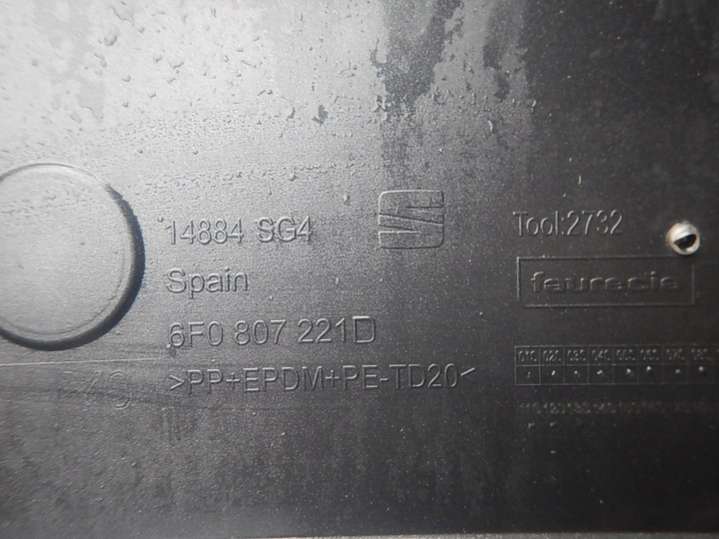 14884 SG4
Tool:2732
Spain
faurecia
6F0 807 221D
>PP+EPDM+PE-TD20<